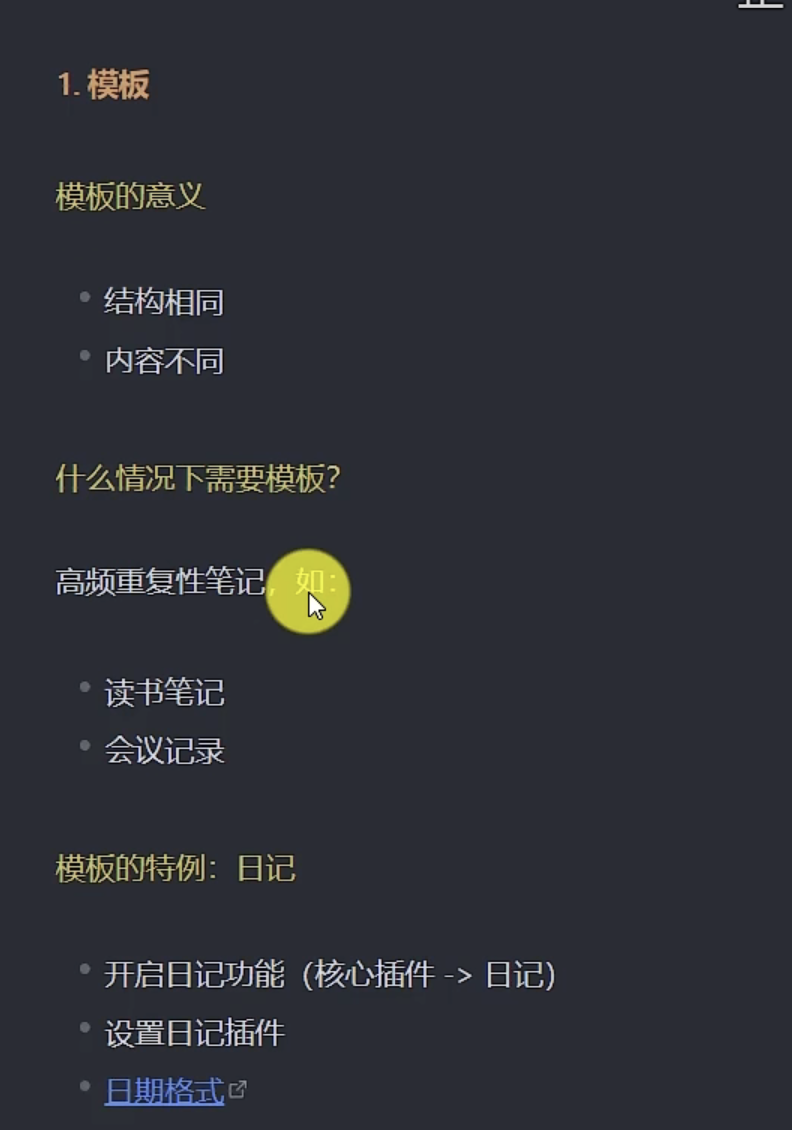 1. 模板
模板的意义
结构相同
内容不同
什么情况下需要模板？
高频重复性笔记，如：
读书笔记
会议记录
模板的特例：日记
开启日记功能（核心插件 -> 日记）
设置日记插件
日期格式